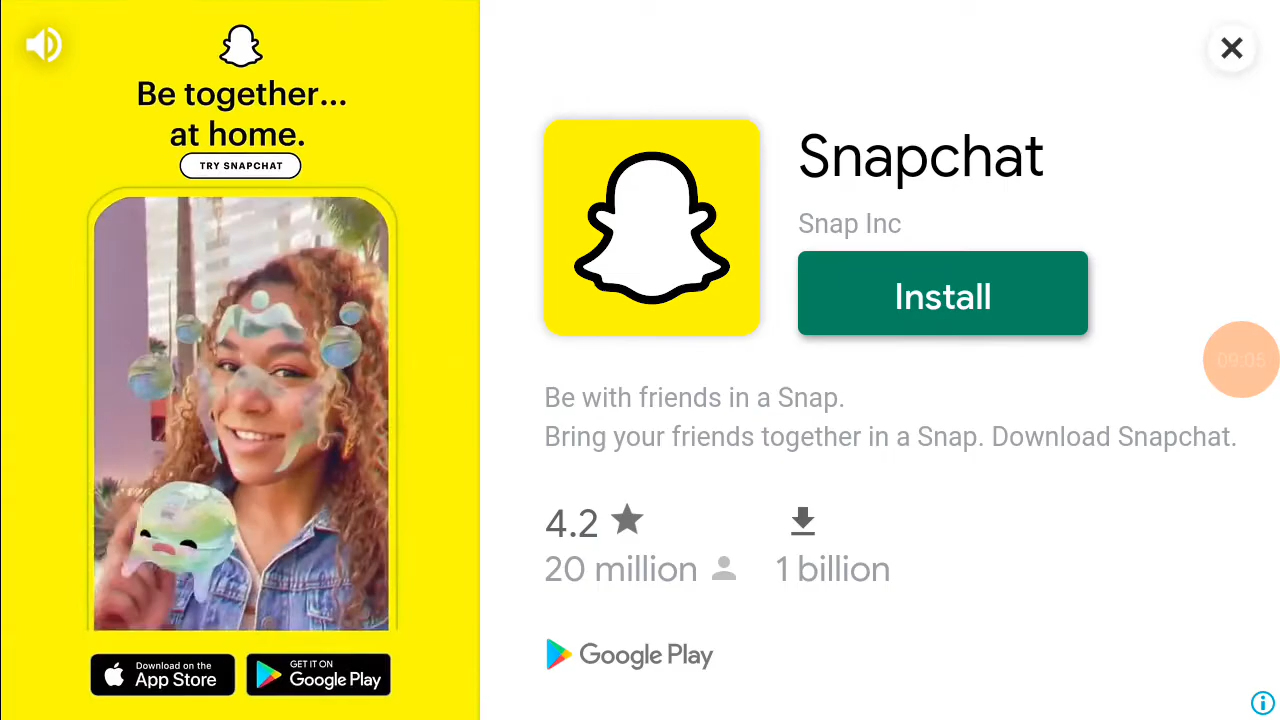 Be together...
at home.
TRY SNAPCHAT
Download on the
App Store
GET IT ON
Google Play
Snapchat
Snap Inc
Install
09:05
Be with friends in a Snap.
Bring your friends together in a Snap. Download Snapchat.
4.2
20 million
1 billion
Google Play